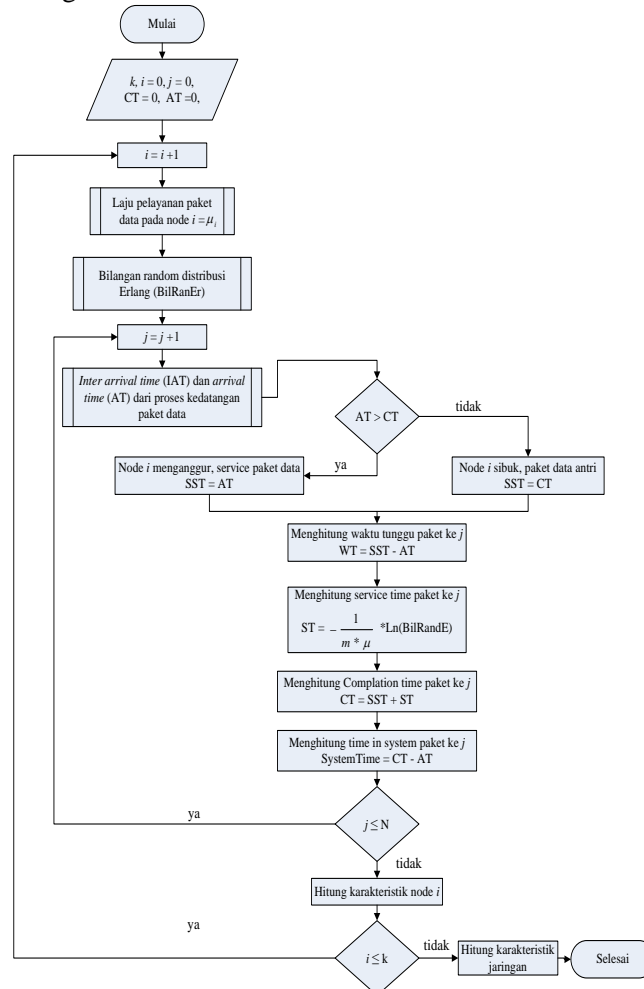 Mulai
k, i = 0, j = 0,
CT = 0, AT =0,
i = i +1
Laju pelayanan paket
data pada node i = μi
Bilangan random distribusi
Erlang (BilRanEr)
j = j +1
Inter arrival time (IAT) dan arrival
time (AT) dari proses kedatangan
paket data
AT > CT
tidak
ya
Node i menganggur, service paket data
SST = AT
Node i sibuk, paket data antri
SST = CT
Menghitung waktu tunggu paket ke j
WT = SST - AT
Menghitung service time paket ke j
ST = - 1 / m * μ *Ln(BilRandE)
Menghitung Complation time paket ke j
CT = SST + ST
Menghitung time in system paket ke j
SystemTime = CT - AT
ya
j ≤ N
tidak
Hitung karakteristik node i
ya
i ≤ k
tidak
Hitung karakteristik
jaringan
Selesai